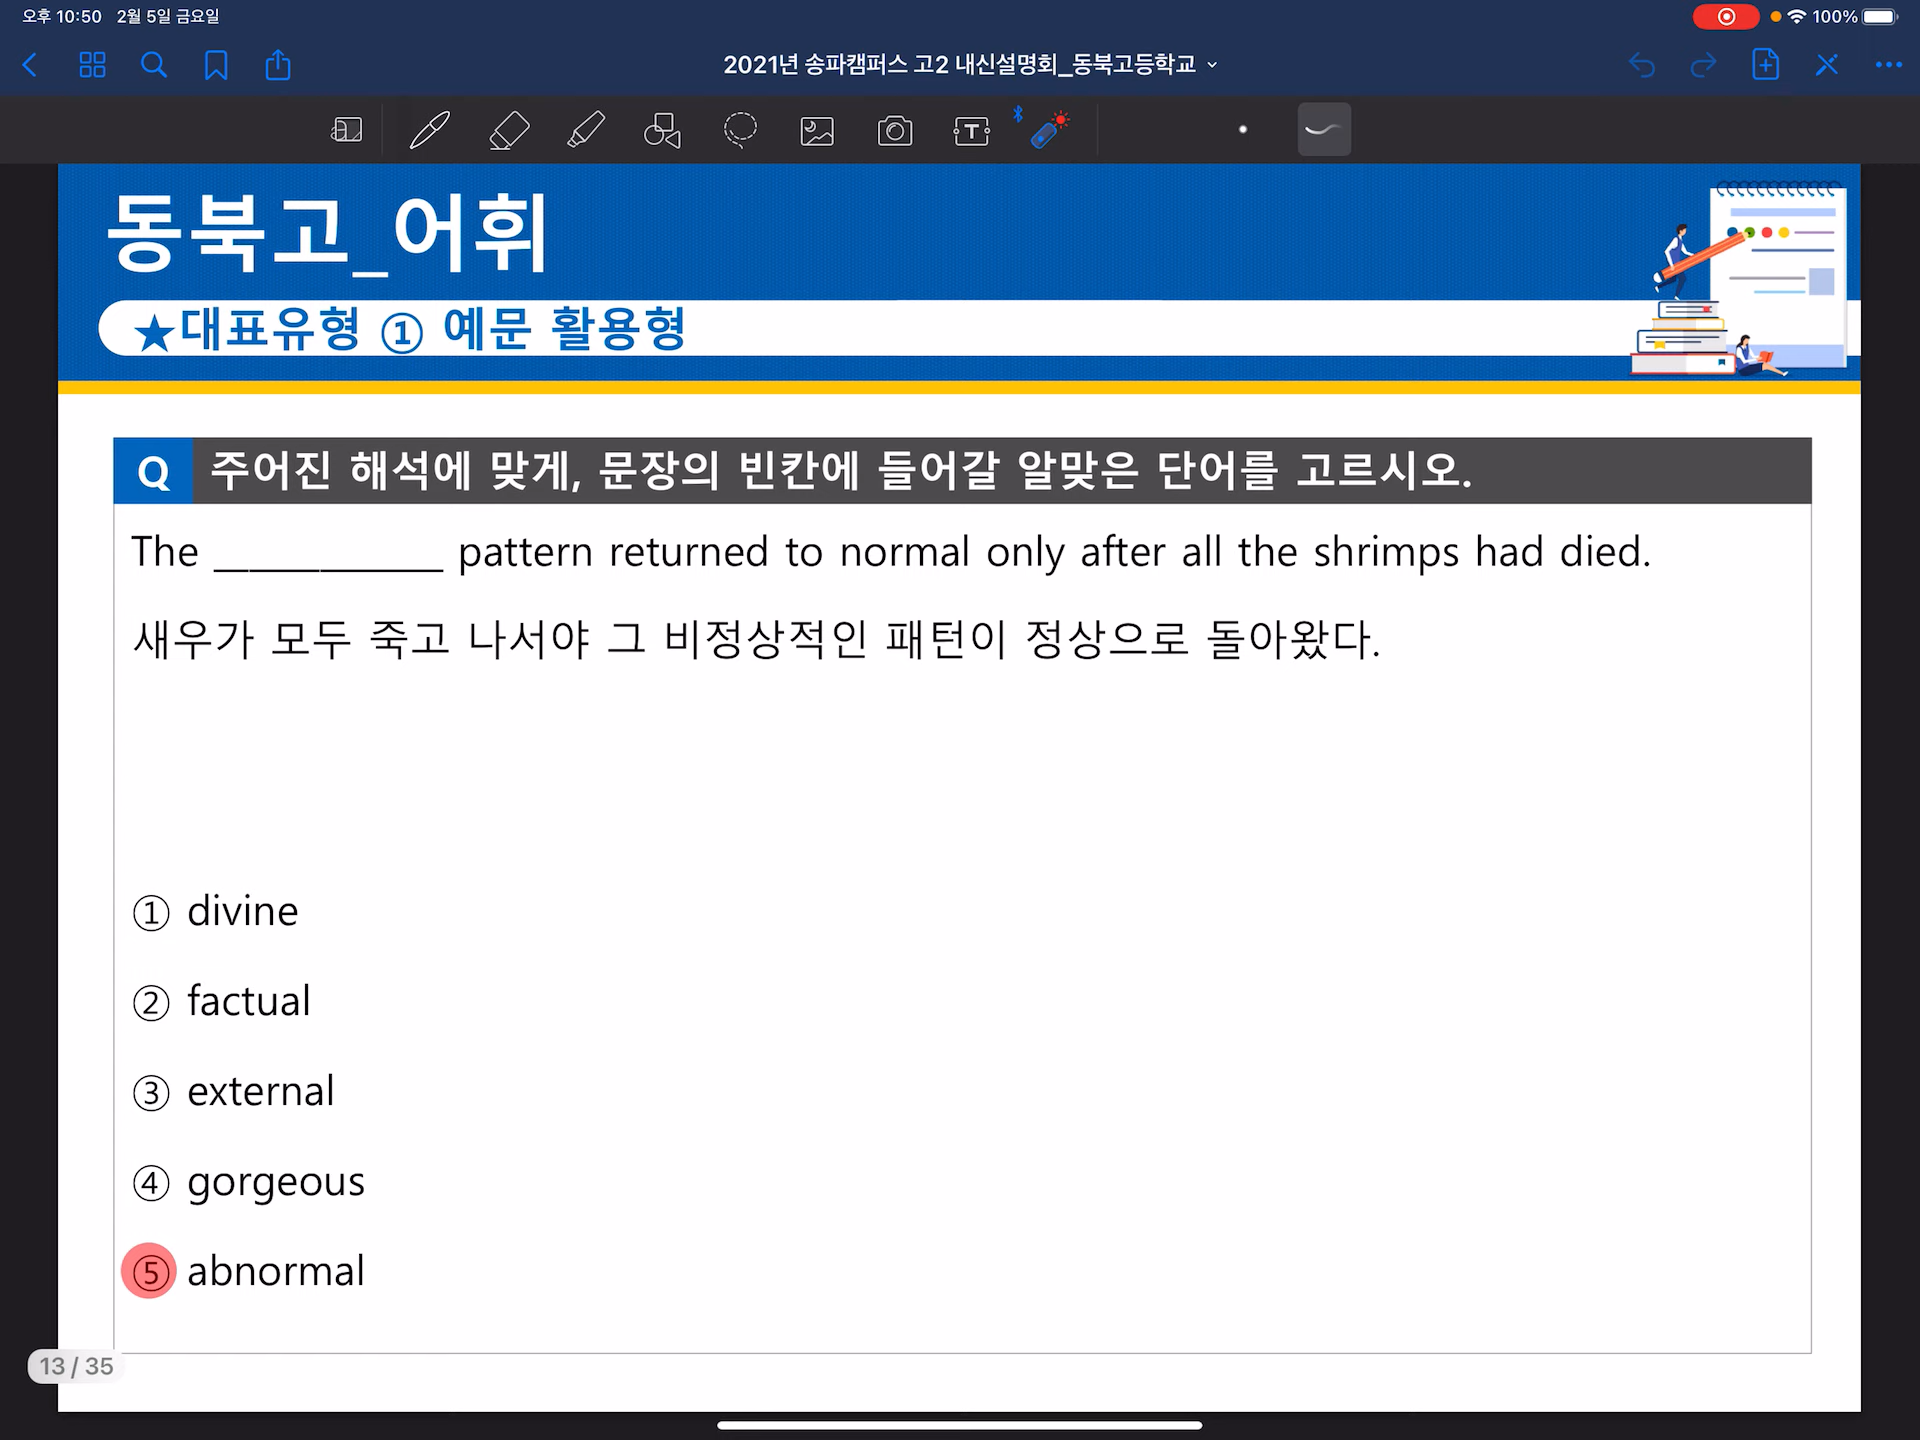 오후 10:50 2월 5일 금요일
100%
2021년 송파캠퍼스 고2 내신설명회_동북고등학교
T
동북고_어휘
★대표유형 ① 예문 활용형
Q 주어진 해석에 맞게, 문장의 빈칸에 들어갈 알맞은 단어를 고르시오.
The ___________ pattern returned to normal only after all the shrimps had died.
새우가 모두 죽고 나서야 그 비정상적인 패턴이 정상으로 돌아왔다.
① divine
② factual
③ external
④ gorgeous
⑤ abnormal
13 / 35